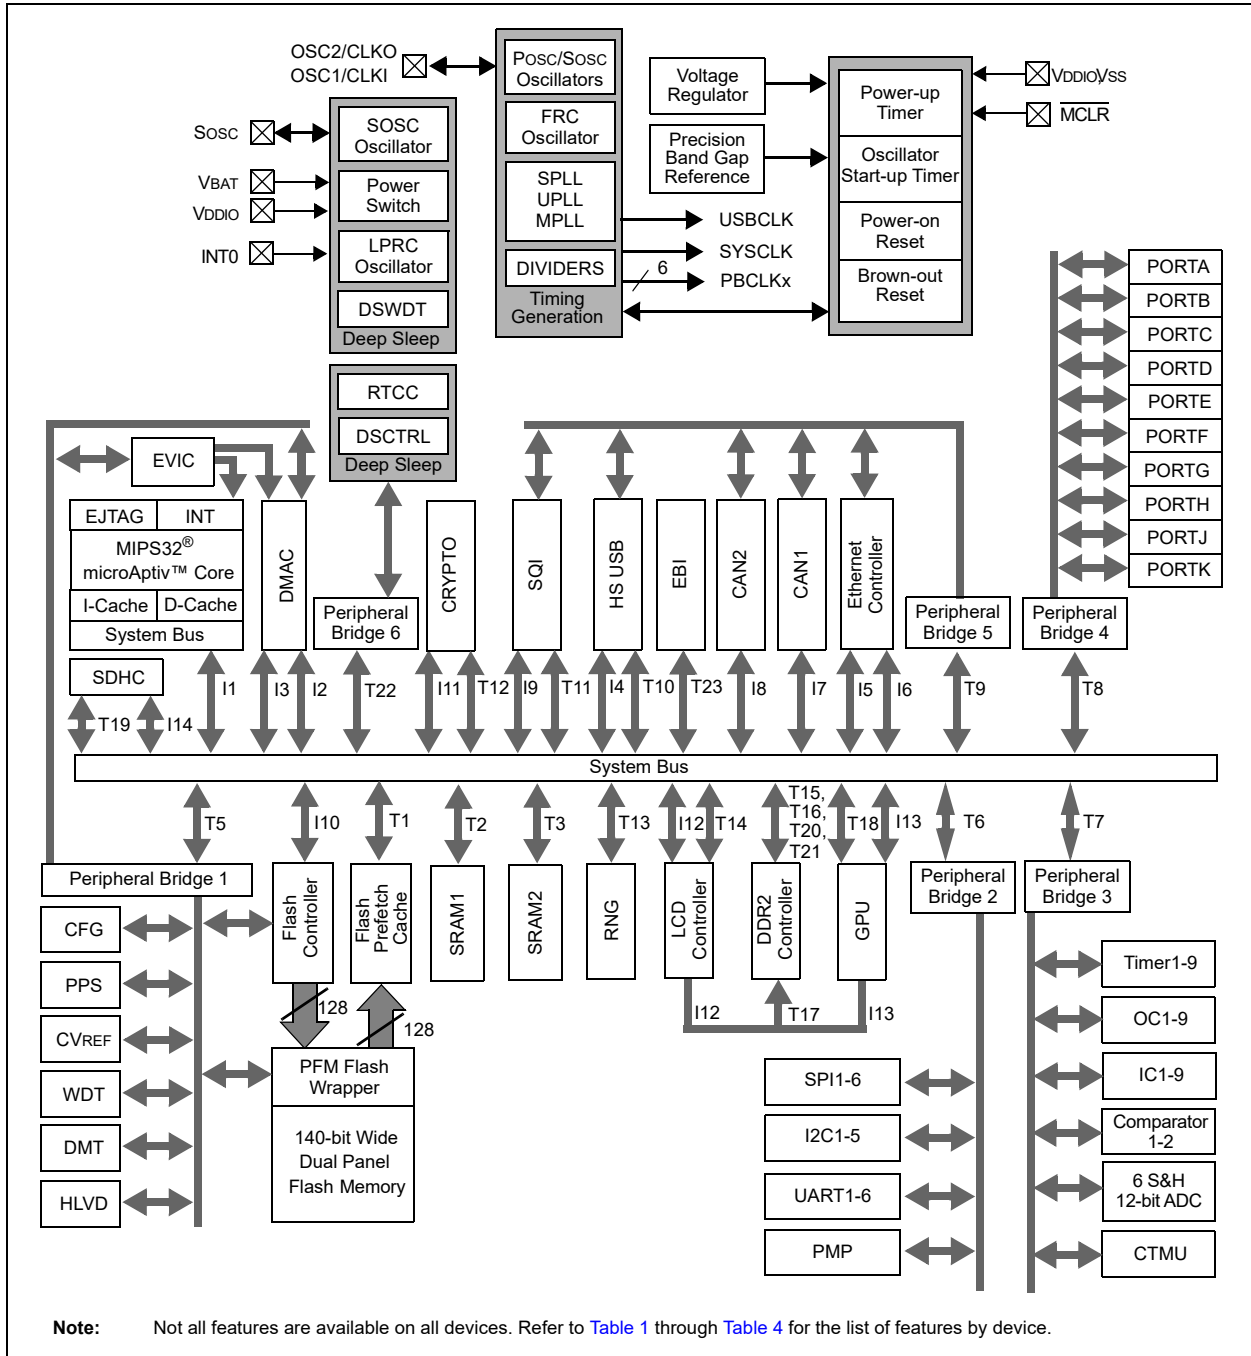 OSC2/CLKO
OSC1/CLKI
POSC/SOSC
Oscillators
FRC
Oscillator
SPLL
UPLL
MPLL
DIVIDERS
Timing
Generation
USBCLK
SYSCLK
6
PBCLKx
Voltage
Regulator
Precision
Band Gap
Reference
Power-up
Timer
Oscillator
Start-up Timer
Power-on
Reset
Brown-out
Reset
VDDIO,VSS
MCLR
SOSC
VBAT
VDDIO
INT0
SOSC
Oscillator
Power
Switch
LPRC
Oscillator
DSWDT
Deep Sleep
RTCC
DSCTRL
Deep Sleep
PORTA
PORTB
PORTC
PORTD
PORTE
PORTF
PORTG
PORTH
PORTJ
PORTK
EVIC
EJTAG
INT
MIPS32®
microAptiv™ Core
I-Cache
D-Cache
System Bus
SDHC
DMAC
Peripheral
Bridge 6
CRYPTO
SQI
HS USB
EBI
CAN2
CAN1
Ethernet
Controller
Peripheral
Bridge 5
Peripheral
Bridge 4
T19
I14
I1
I3
I2
T22
I11
T12
I9
T11
I4
T10
T23
I8
I7
I5
I6
T9
T8
System Bus
T5
I10
T1
T2
T3
T13
I12
T14
T15,
T16,
T20,
T21
T18
I13
T6
T7
Peripheral Bridge 1
Flash
Controller
Flash
Prefetch
Cache
SRAM1
SRAM2
RNG
LCD
Controller
DDR2
Controller
GPU
Peripheral
Bridge 2
Peripheral
Bridge 3
CFG
PPS
CVREF
WDT
DMT
HLVD
128
128
PFM Flash
Wrapper
140-bit Wide
Dual Panel
Flash Memory
I12
T17
I13
SPI1-6
I2C1-5
UART1-6
PMP
Timer1-9
OC1-9
IC1-9
Comparator
1-2
6 S&H
12-bit ADC
CTMU
Note: Not all features are available on all devices. Refer to Table 1 through Table 4 for the list of features by device.